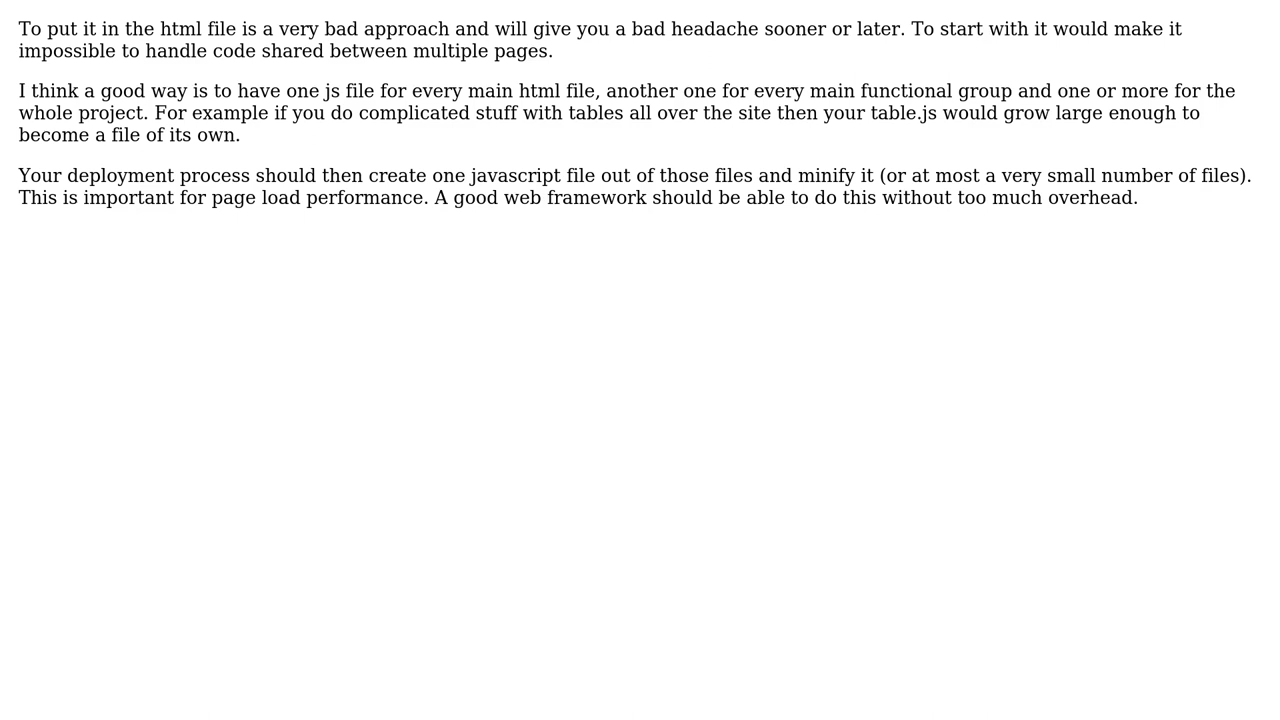 To put it in the html file is a very bad approach and will give you a bad headache sooner or later. To start with it would make it
impossible to handle code shared between multiple pages.
I think a good way is to have one js file for every main html file, another one for every main functional group and one or more for the
whole project. For example if you do complicated stuff with tables all over the site then your table.js would grow large enough to
become a file of its own.
Your deployment process should then create one javascript file out of those files and minify it (or at most a very small number of files).
This is important for page load performance. A good web framework should be able to do this without too much overhead.